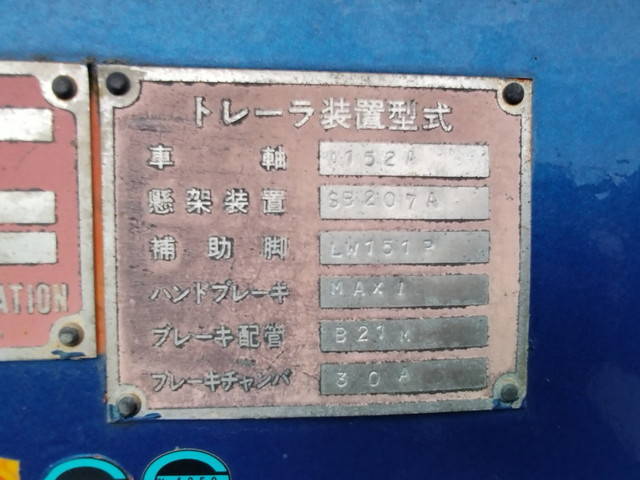 トレーラ装置型式
車軸 A152A
懸架装置 SB207A
補助脚 LW151P
ハンドブレーキ MAXI
ブレーキ配管 B21M
ブレーキチャンバ 30A
ATION